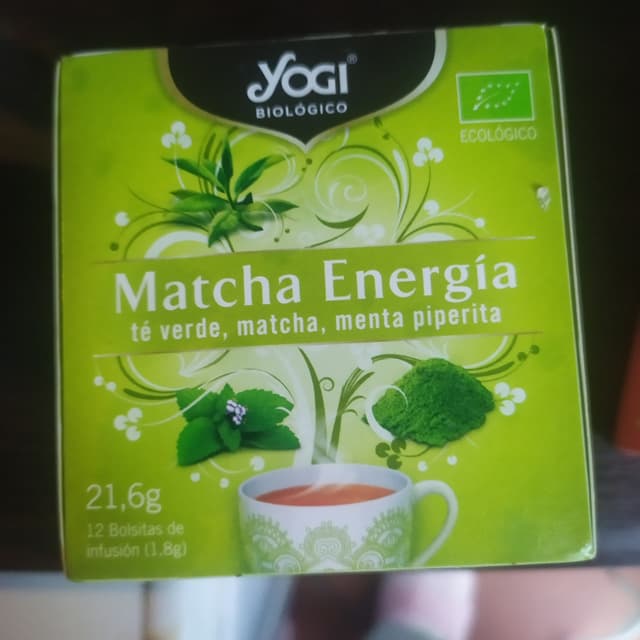 YOGI®
BIOLÓGICO
ECOLÓGICO
Matcha Energía
té verde, matcha, menta piperita
21,6g
12 Bolsitas de
infusión (1,8g)